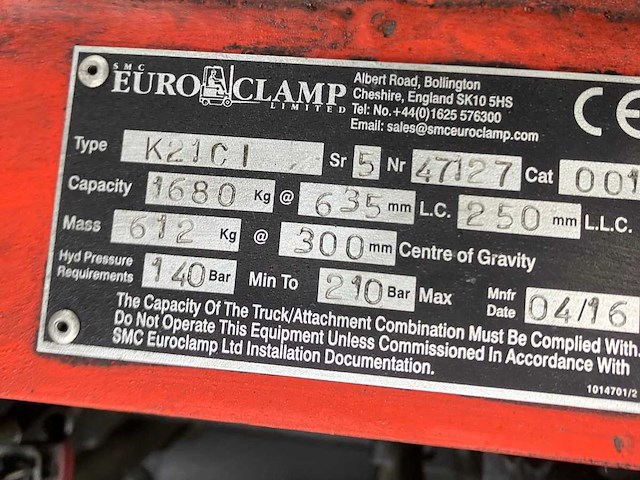 SMC
EURO CLAMP
LIMITED
Albert Road, Bollington
Cheshire, England SK10 5HS
Tel: No.+44(0)1625 576300
Email: sales@smceuroclamp.com
CE
Type K21C1 Sr 5 Nr 47127 Cat 001
Capacity 1680 Kg @ 635 mm L.C. 250 mm L.L.C.
Mass 612 Kg @ 300 mm Centre of Gravity
Hyd Pressure
Requirements 140 Bar Min To 210 Bar Max Mnfr
Date 04/16
The Capacity Of The Truck/Attachment Combination Must Be Complied With.
Do Not Operate This Equipment Unless Commissioned In Accordance With
SMC Euroclamp Ltd Installation Documentation.
1014701/2